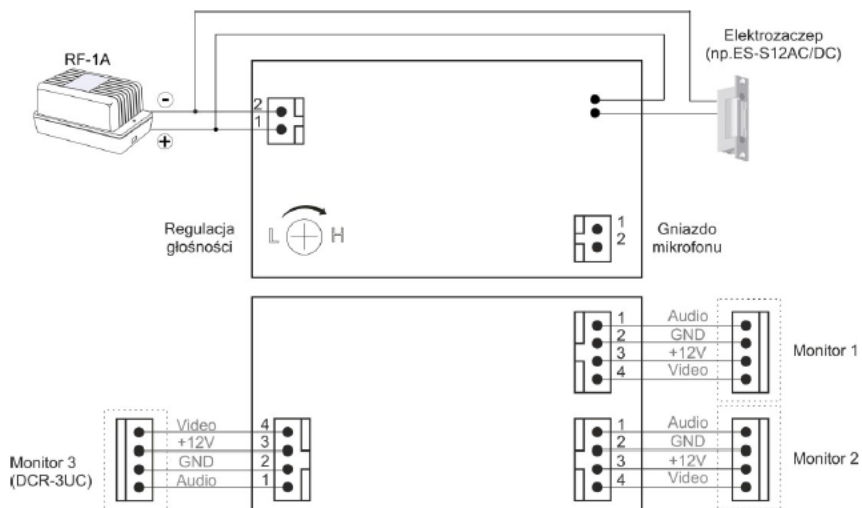 RF-1A
Elektrozaczep
(np.ES-S12AC/DC)
-
+
2
1
Regulacja
głośności
L
H
1
2
Gniazdo
mikrofonu
1 Audio
2 GND
3 +12V
4 Video
Monitor 1
Video 4
+12V 3
GND 2
Audio 1
Monitor 3
(DCR-3UC)
1 Audio
2 GND
3 +12V
4 Video
Monitor 2